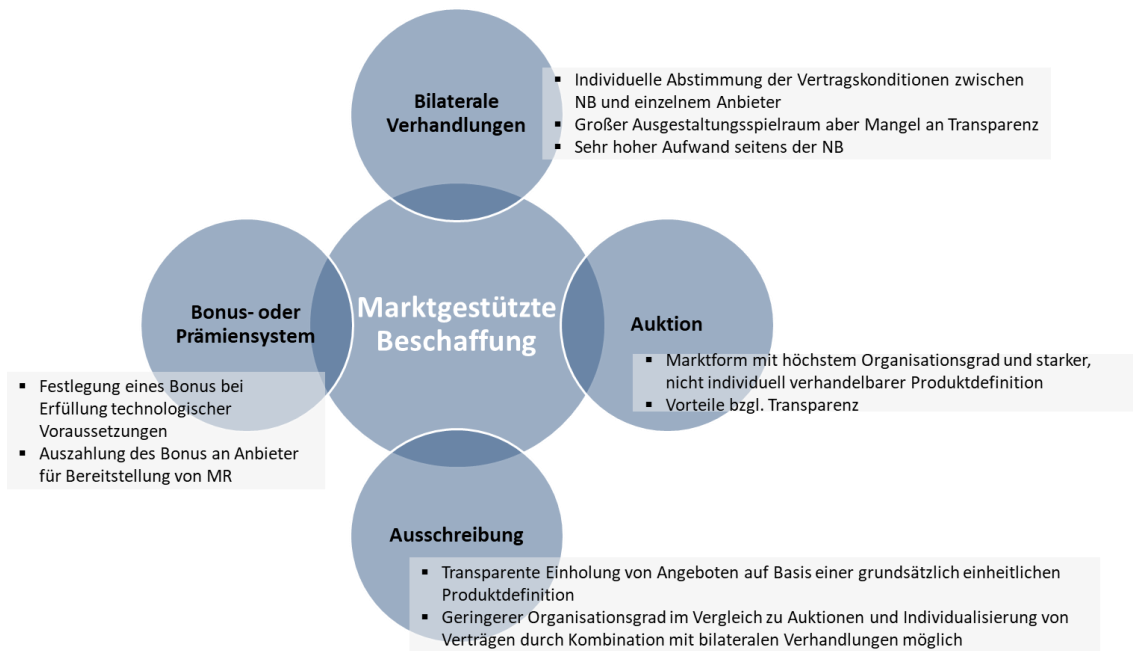 Bilaterale
Verhandlungen
▪ Individuelle Abstimmung der Vertragskonditionen zwischen
NB und einzelnem Anbieter
▪ Großer Ausgestaltungsspielraum aber Mangel an Transparenz
▪ Sehr hoher Aufwand seitens der NB
Bonus- oder
Prämiensystem
▪ Festlegung eines Bonus bei
Erfüllung technologischer
Voraussetzungen
▪ Auszahlung des Bonus an Anbieter
für Bereitstellung von MR
Marktgestützte
Beschaffung
Auktion
▪ Marktform mit höchstem Organisationsgrad und starker,
nicht individuell verhandelbarer Produktdefinition
▪ Vorteile bzgl. Transparenz
Ausschreibung
▪ Transparente Einholung von Angeboten auf Basis einer grundsätzlich einheitlichen
Produktdefinition
▪ Geringerer Organisationsgrad im Vergleich zu Auktionen und Individualisierung von
Verträgen durch Kombination mit bilateralen Verhandlungen möglich